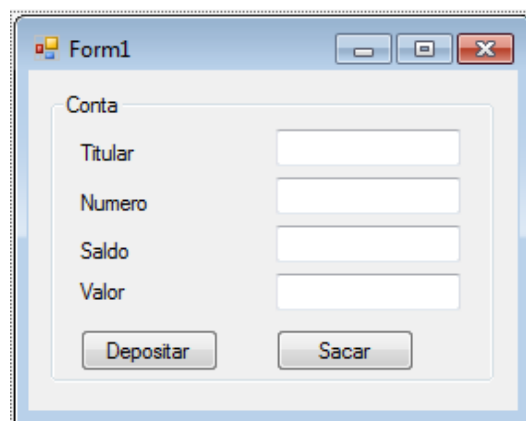 Form1
Conta
Titular
Numero
Saldo
Valor
Depositar Sacar